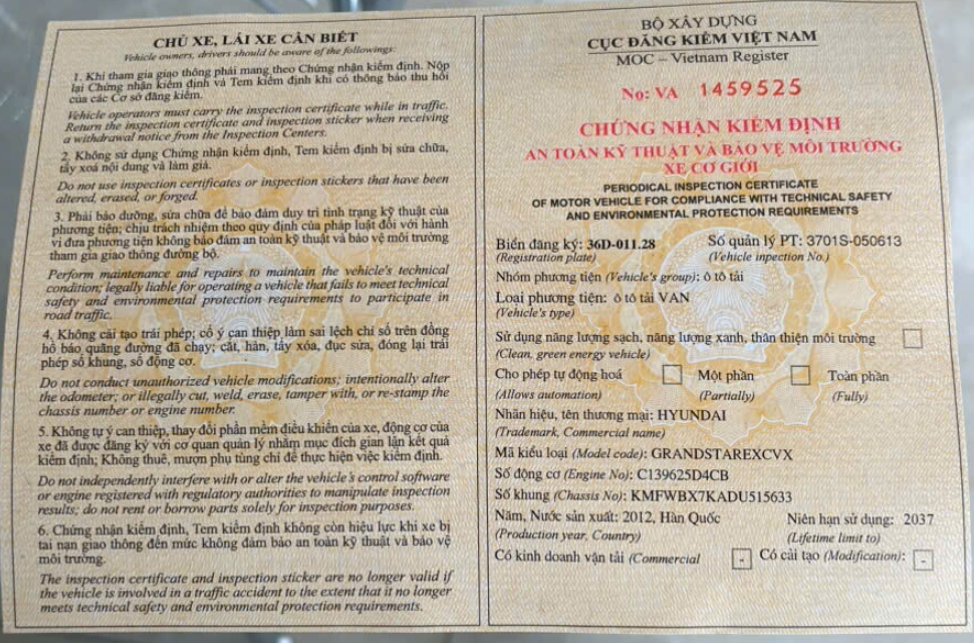 CHỦ XE, LÁI XE CẦN BIẾT
Vehicle owners, drivers should be aware of the followings:
1. Khi tham gia giao thông phải mang theo Chứng nhận kiểm định. Nộp
lại Chứng nhận kiểm định và Tem kiểm định khi có thông báo thu hồi
của các Cơ sở đăng kiểm.
Vehicle operators must carry the inspection certificate while in traffic.
Return the inspection certificate and inspection sticker when receiving
a withdrawal notice from the Inspection Centers.
2. Không sử dụng Chứng nhận kiểm định, Tem kiểm định bị sửa chữa,
tẩy xoá nội dung và làm giả.
Do not use inspection certificates or inspection stickers that have been
altered, erased, or forged.
3. Phải bảo dưỡng, sửa chữa để bảo đảm duy trì tình trạng kỹ thuật của
phương tiện; chịu trách nhiệm theo quy định của pháp luật đối với hành
vi đưa phương tiện không bảo đảm an toàn kỹ thuật và bảo vệ môi trường
tham gia giao thông đường bộ.
Perform maintenance and repairs to maintain the vehicle's technical
condition; legally liable for operating a vehicle that fails to meet technical
safety and environmental protection requirements to participate in
road traffic.
4. Không cải tạo trái phép; cố ý can thiệp làm sai lệch chỉ số trên đồng
hồ báo quãng đường đã chạy; cắt, hàn, tẩy xóa, đục sửa, đóng lại trái
phép số khung, số động cơ.
Do not conduct unauthorized vehicle modifications; intentionally alter
the odometer; or illegally cut, weld, erase, tamper with, or re-stamp the
chassis number or engine number.
5. Không tự ý can thiệp, thay đổi phần mềm điều khiển của xe, động cơ của
xe đã được đăng ký với cơ quan quản lý nhằm mục đích gian lận kết quả
kiểm định; Không thuê, mượn phụ tùng chỉ để thực hiện việc kiểm định.
Do not independently interfere with or alter the vehicle's control software
or engine registered with regulatory authorities to manipulate inspection
results; do not rent or borrow parts solely for inspection purposes.
6. Chứng nhận kiểm định, Tem kiểm định không còn hiệu lực khi xe bị
tai nạn giao thông đến mức không đảm bảo an toàn kỹ thuật và bảo vệ
môi trường.
The inspection certificate and inspection sticker are no longer valid if
the vehicle is involved in a traffic accident to the extent that it no longer
meets technical safety and environmental protection requirements.
BỘ XÂY DỰNG
CỤC ĐĂNG KIỂM VIỆT NAM
MOC – Vietnam Register
No: VA 1459525
CHỨNG NHẬN KIỂM ĐỊNH
AN TOÀN KỸ THUẬT VÀ BẢO VỆ MÔI TRƯỜNG
XE CƠ GIỚI
PERIODICAL INSPECTION CERTIFICATE
OF MOTOR VEHICLE FOR COMPLIANCE WITH TECHNICAL SAFETY
AND ENVIRONMENTAL PROTECTION REQUIREMENTS
Biển đăng ký: 36D-011.28 Số quản lý PT: 3701S-050613
(Registration plate) (Vehicle inpection No.)
Nhóm phương tiện (Vehicle's group): ô tô tải
Loại phương tiện: ô tô tải VAN
(Vehicle's type)
Sử dụng năng lượng sạch, năng lượng xanh, thân thiện môi trường
(Clean, green energy vehicle)
Cho phép tự động hoá Một phần Toàn phần
(Allows automation) (Partially) (Fully)
Nhãn hiệu, tên thương mại: HYUNDAI
(Trademark, Commercial name)
Mã kiểu loại (Model code): GRANDSTAREXCVX
Số động cơ (Engine No): C139625D4CB
Số khung (Chassis No): KMFWBX7KADU515633
Năm, Nước sản xuất: 2012, Hàn Quốc Niên hạn sử dụng: 2037
(Production year, Country) (Lifetime limit to)
Có kinh doanh vận tải (Commercial - Có cải tạo (Modification): -